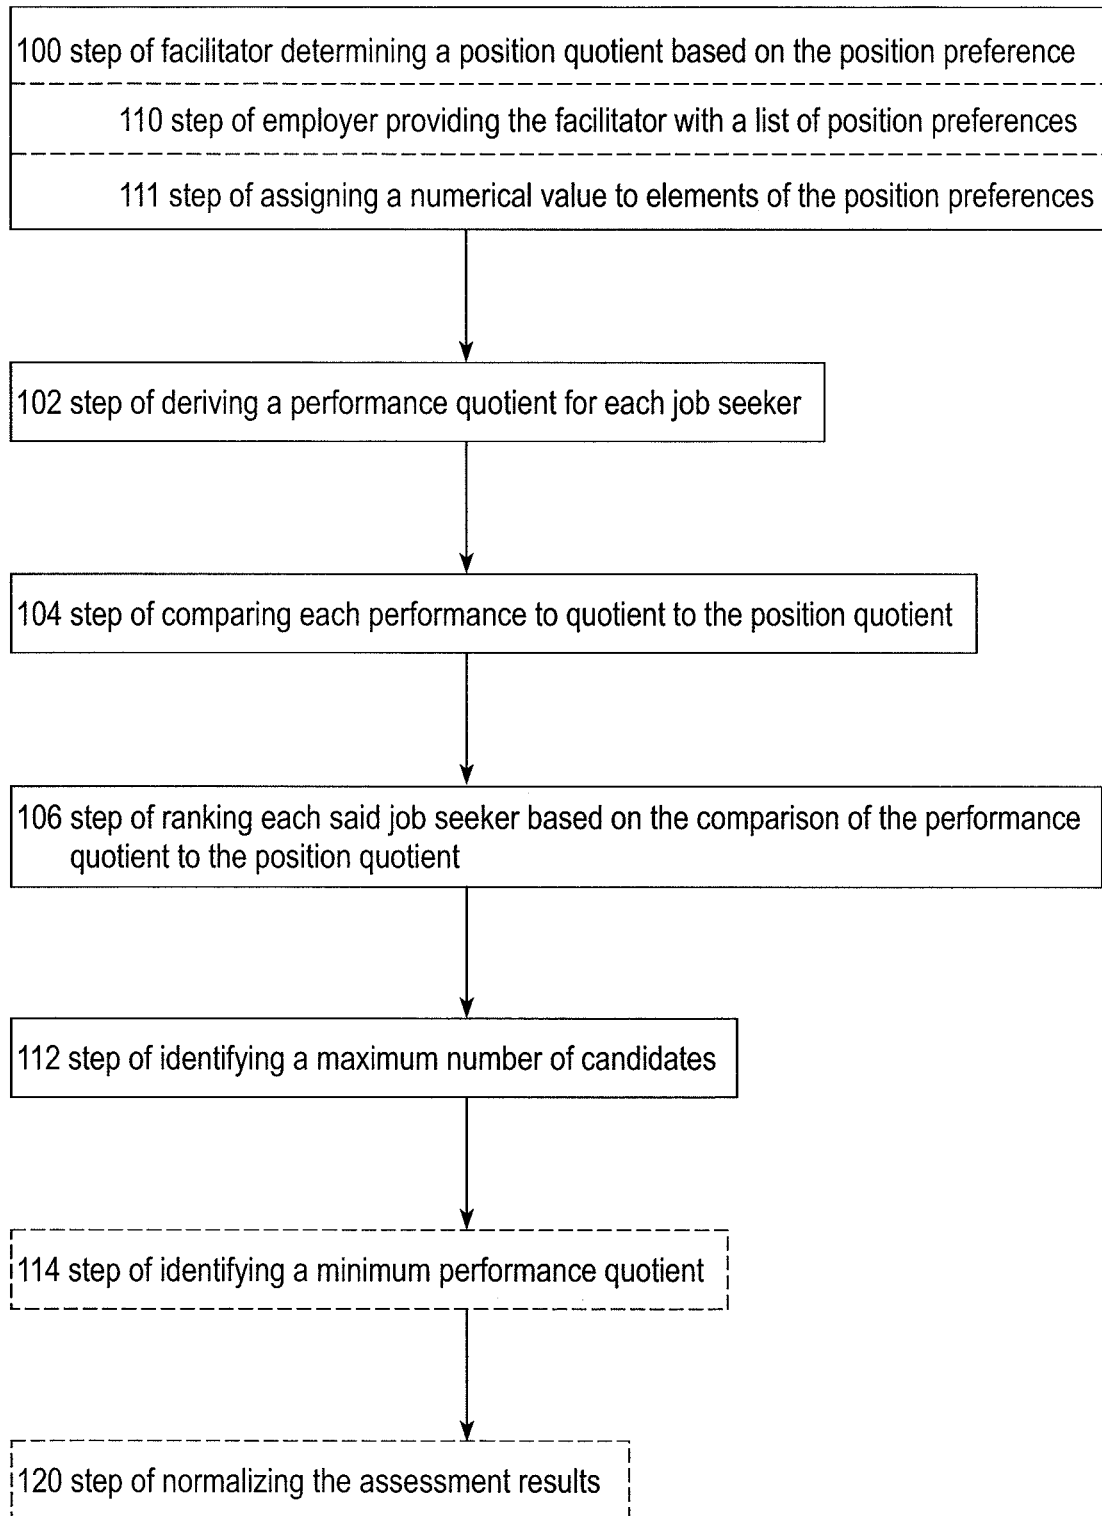 100 step of facilitator determining a position quotient based on the position preference
110 step of employer providing the facilitator with a list of position preferences
111 step of assigning a numerical value to elements of the position preferences
102 step of deriving a performance quotient for each job seeker
104 step of comparing each performance to quotient to the position quotient
106 step of ranking each said job seeker based on the comparison of the performance
quotient to the position quotient
112 step of identifying a maximum number of candidates
114 step of identifying a minimum performance quotient
120 step of normalizing the assessment results